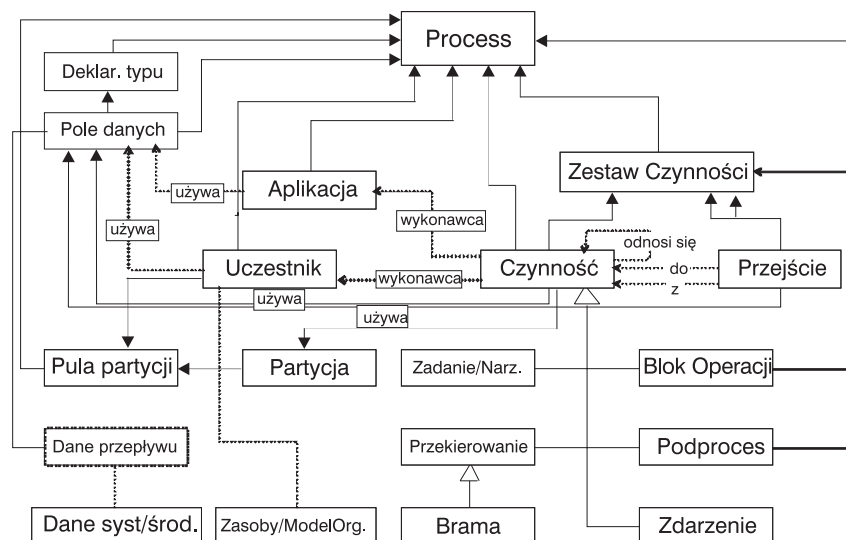 Process
Deklar. typu
Pole danych
używa
Aplikacja
Zestaw Czynności
używa
wykonawca
odnosi się
Uczestnik
wykonawca
Czynność
do
Przejście
z
używa
używa
Pula partycji
Partycja
Zadanie/Narz.
Blok Operacji
Dane przepływu
Przekierowanie
Podproces
Dane syst/środ.
Zasoby/ModelOrg.
Brama
Zdarzenie